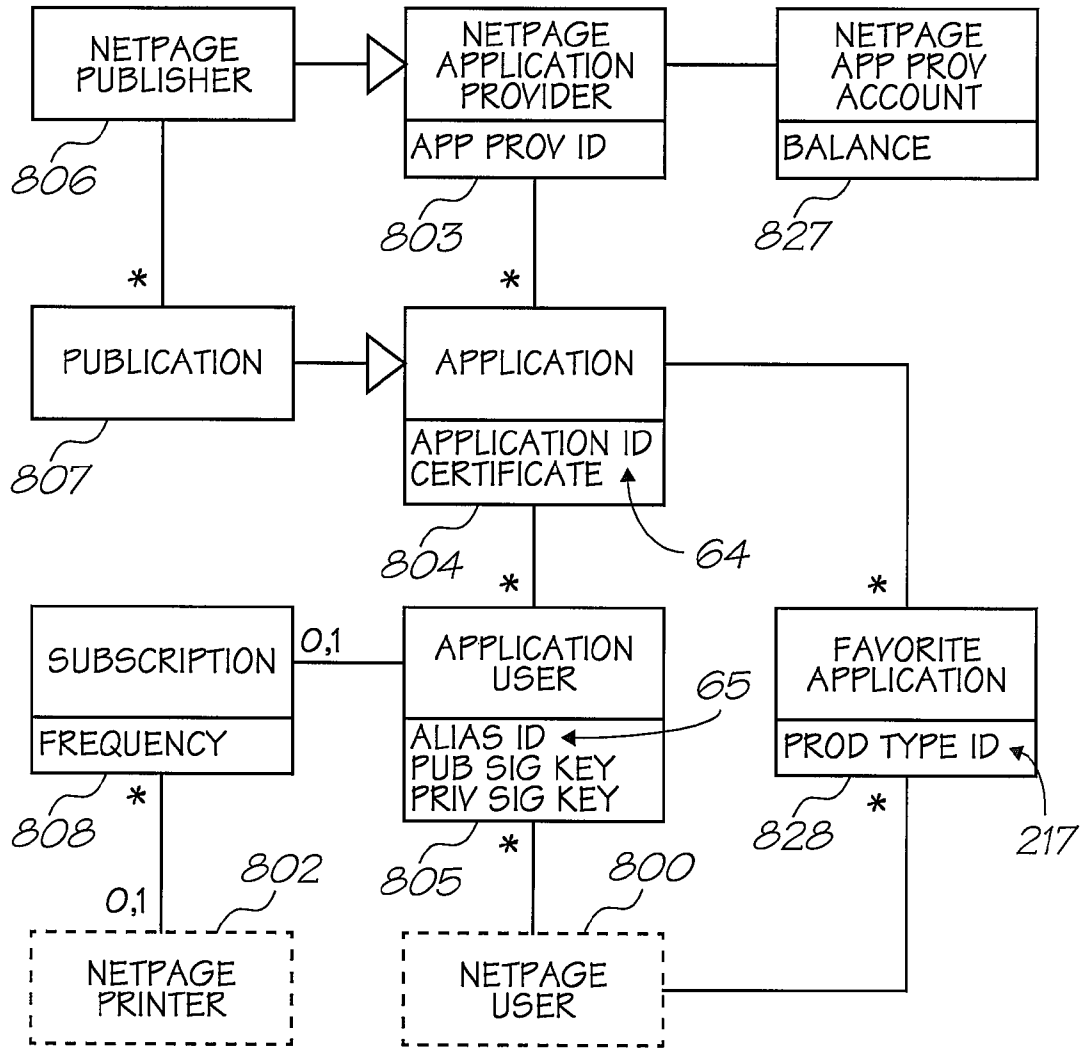 NETPAGE
PUBLISHER
NETPAGE
APPLICATION
PROVIDER
APP PROV ID
NETPAGE
APP PROV
ACCOUNT
BALANCE
806
803
827
*
*
PUBLICATION
APPLICATION
APPLICATION ID
CERTIFICATE
807
804
64
*
*
SUBSCRIPTION
FREQUENCY
0,1
APPLICATION
USER
ALIAS ID
PUB SIG KEY
PRIV SIG KEY
65
FAVORITE
APPLICATION
PROD TYPE ID
808
*
805
*
828
*
217
802
800
0,1
NETPAGE
PRINTER
NETPAGE
USER